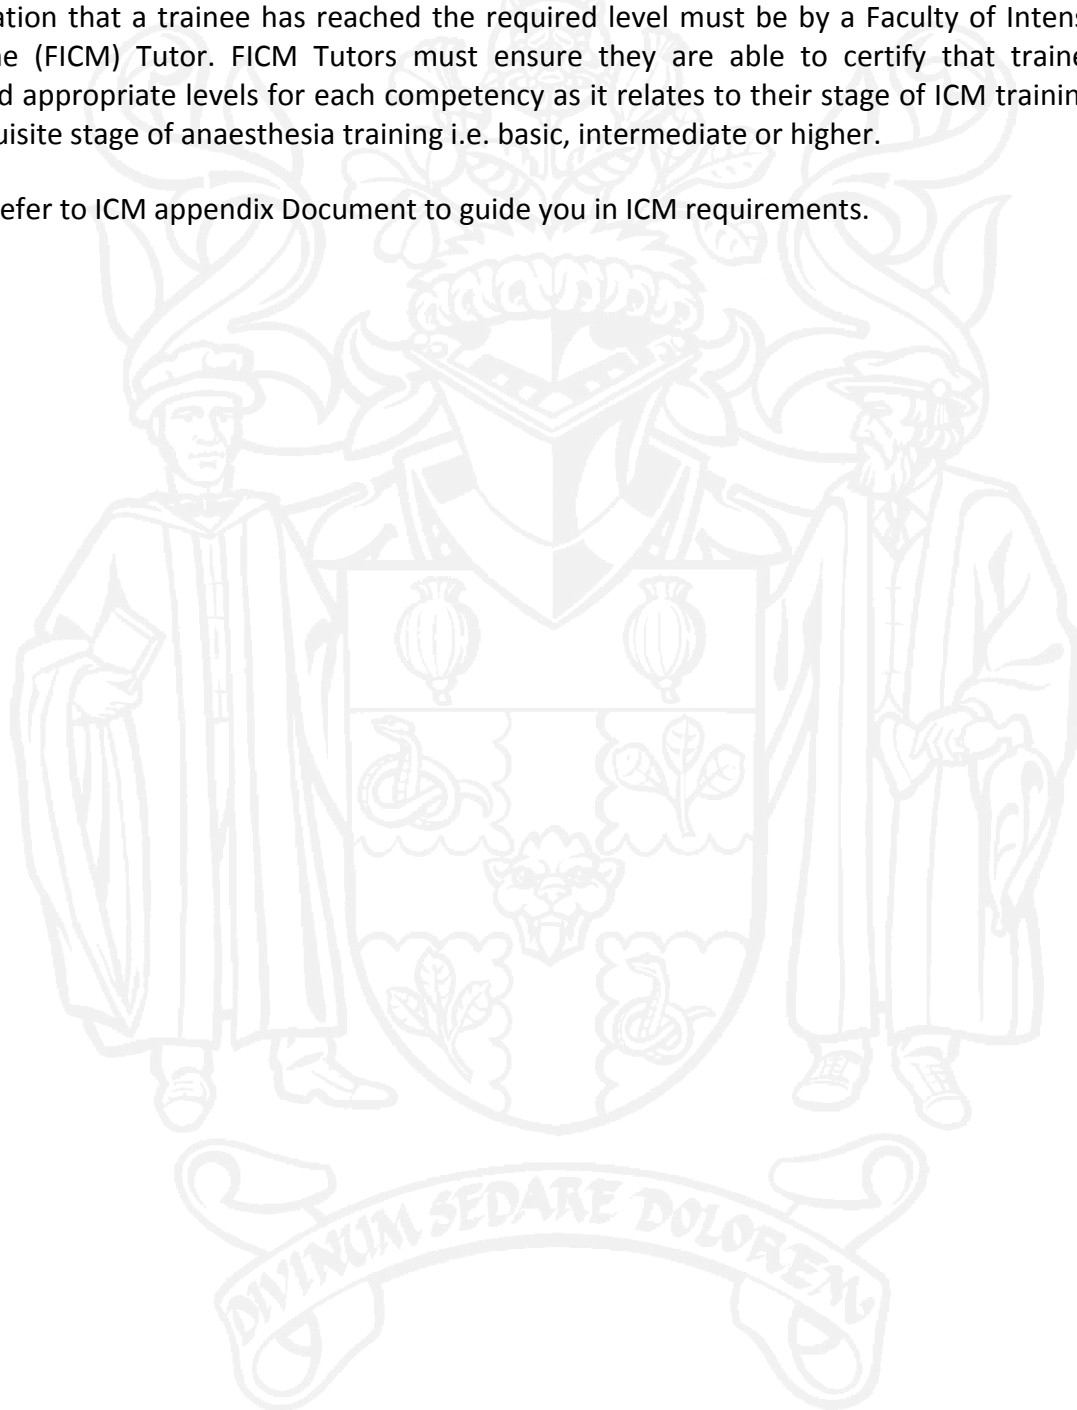 ation that a trainee has reached the required level must be by a Faculty of Intens
ne (FICM) Tutor. FICM Tutors must ensure they are able to certify that traine
d appropriate levels for each competency as it relates to their stage of ICM trainin
uisite stage of anaesthesia training i.e. basic, intermediate or higher.
efer to ICM appendix Document to guide you in ICM requirements.
DIVINUM SEDARE DOLOREM